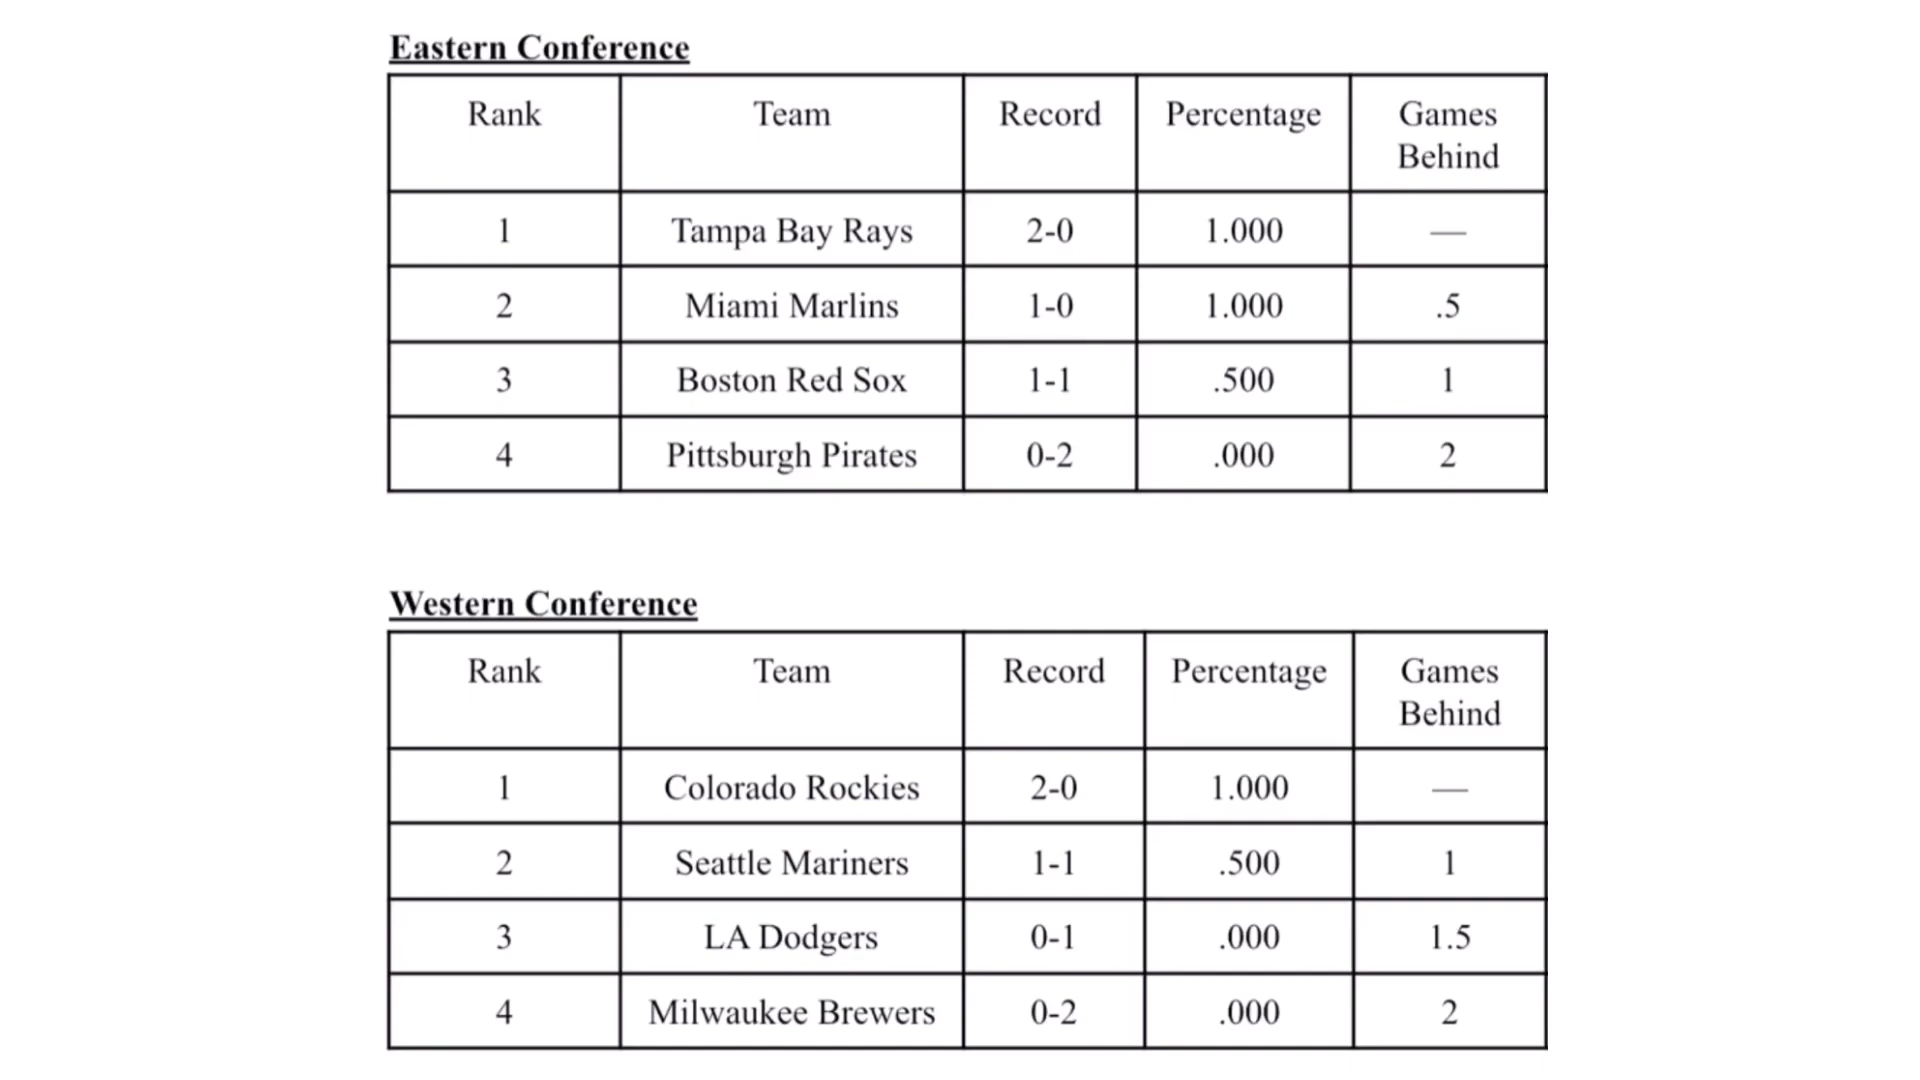 Eastern Conference
Rank Team Record Percentage Games Behind
1 Tampa Bay Rays 2-0 1.000 —
2 Miami Marlins 1-0 1.000 .5
3 Boston Red Sox 1-1 .500 1
4 Pittsburgh Pirates 0-2 .000 2
Western Conference
Rank Team Record Percentage Games Behind
1 Colorado Rockies 2-0 1.000 —
2 Seattle Mariners 1-1 .500 1
3 LA Dodgers 0-1 .000 1.5
4 Milwaukee Brewers 0-2 .000 2